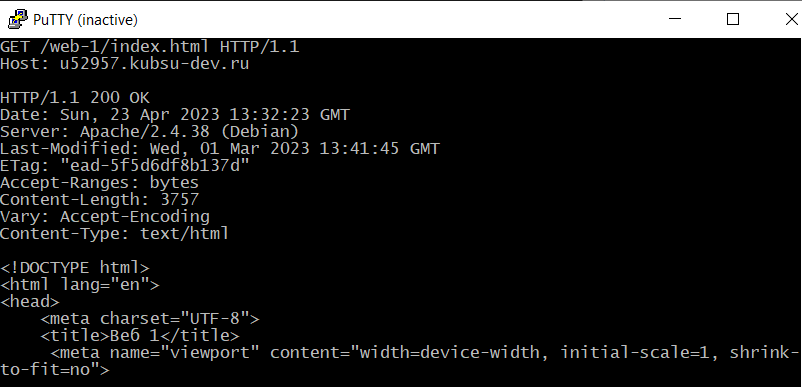 PuTTY (inactive)
GET /web-1/index.html HTTP/1.1
Host: u52957.kubsu-dev.ru

HTTP/1.1 200 OK
Date: Sun, 23 Apr 2023 13:32:23 GMT
Server: Apache/2.4.38 (Debian)
Last-Modified: Wed, 01 Mar 2023 13:41:45 GMT
ETag: "ead-5f5d6df8b137d"
Accept-Ranges: bytes
Content-Length: 3757
Vary: Accept-Encoding
Content-Type: text/html

<!DOCTYPE html>
<html lang="en">
<head>
    <meta charset="UTF-8">
    <title>Веб 1</title>
     <meta name="viewport" content="width=device-width, initial-scale=1, shrink-
to-fit=no">